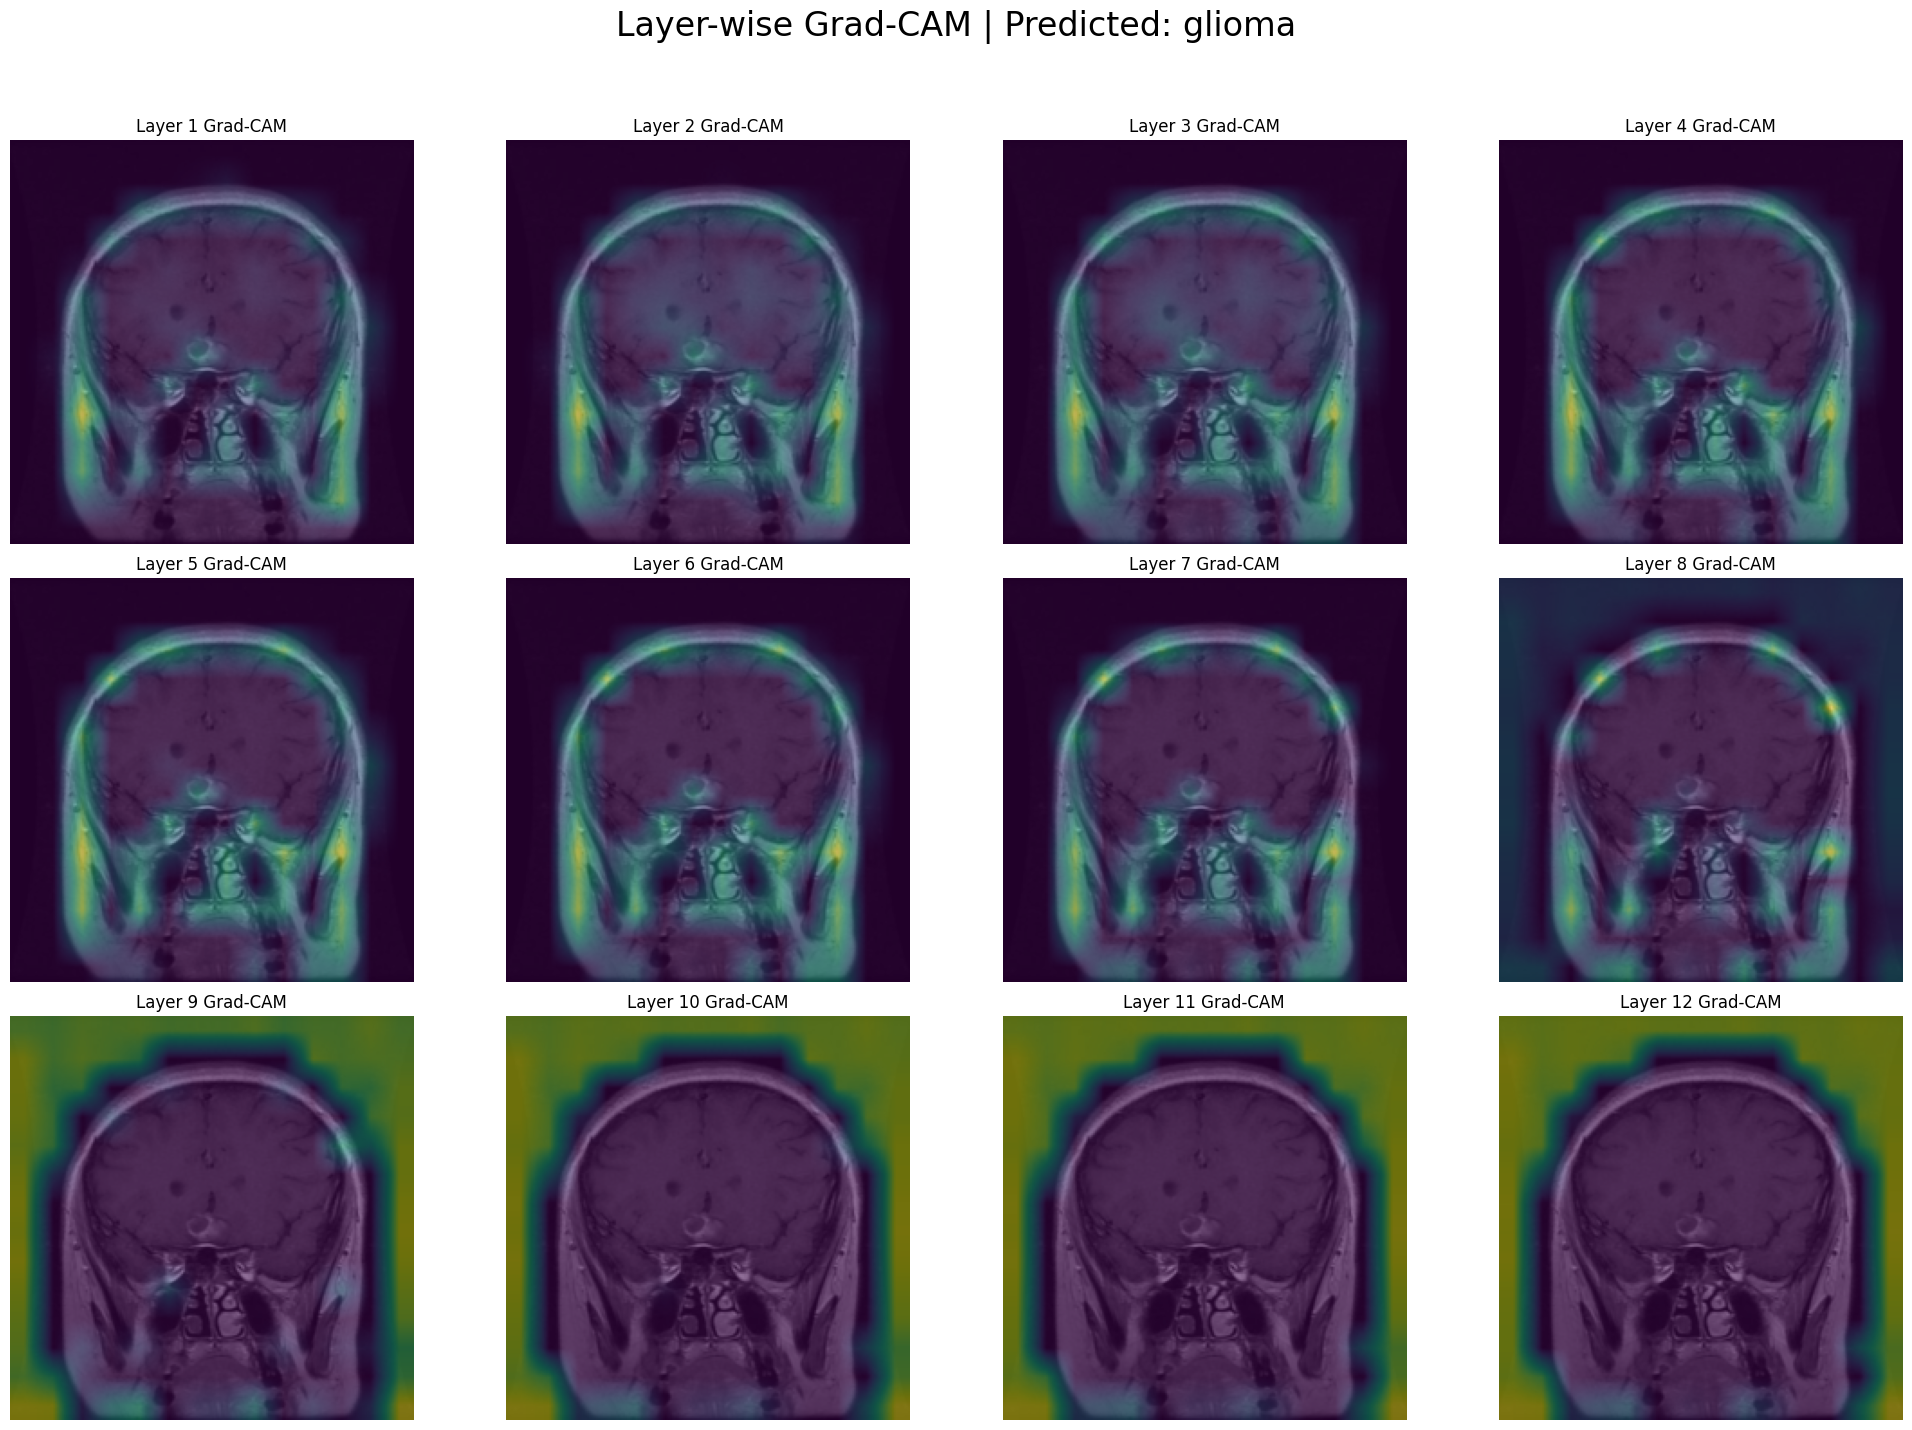 Layer-wise Grad-CAM | Predicted: glioma
Layer 1 Grad-CAM
Layer 2 Grad-CAM
Layer 3 Grad-CAM
Layer 4 Grad-CAM
Layer 5 Grad-CAM
Layer 6 Grad-CAM
Layer 7 Grad-CAM
Layer 8 Grad-CAM
Layer 9 Grad-CAM
Layer 10 Grad-CAM
Layer 11 Grad-CAM
Layer 12 Grad-CAM